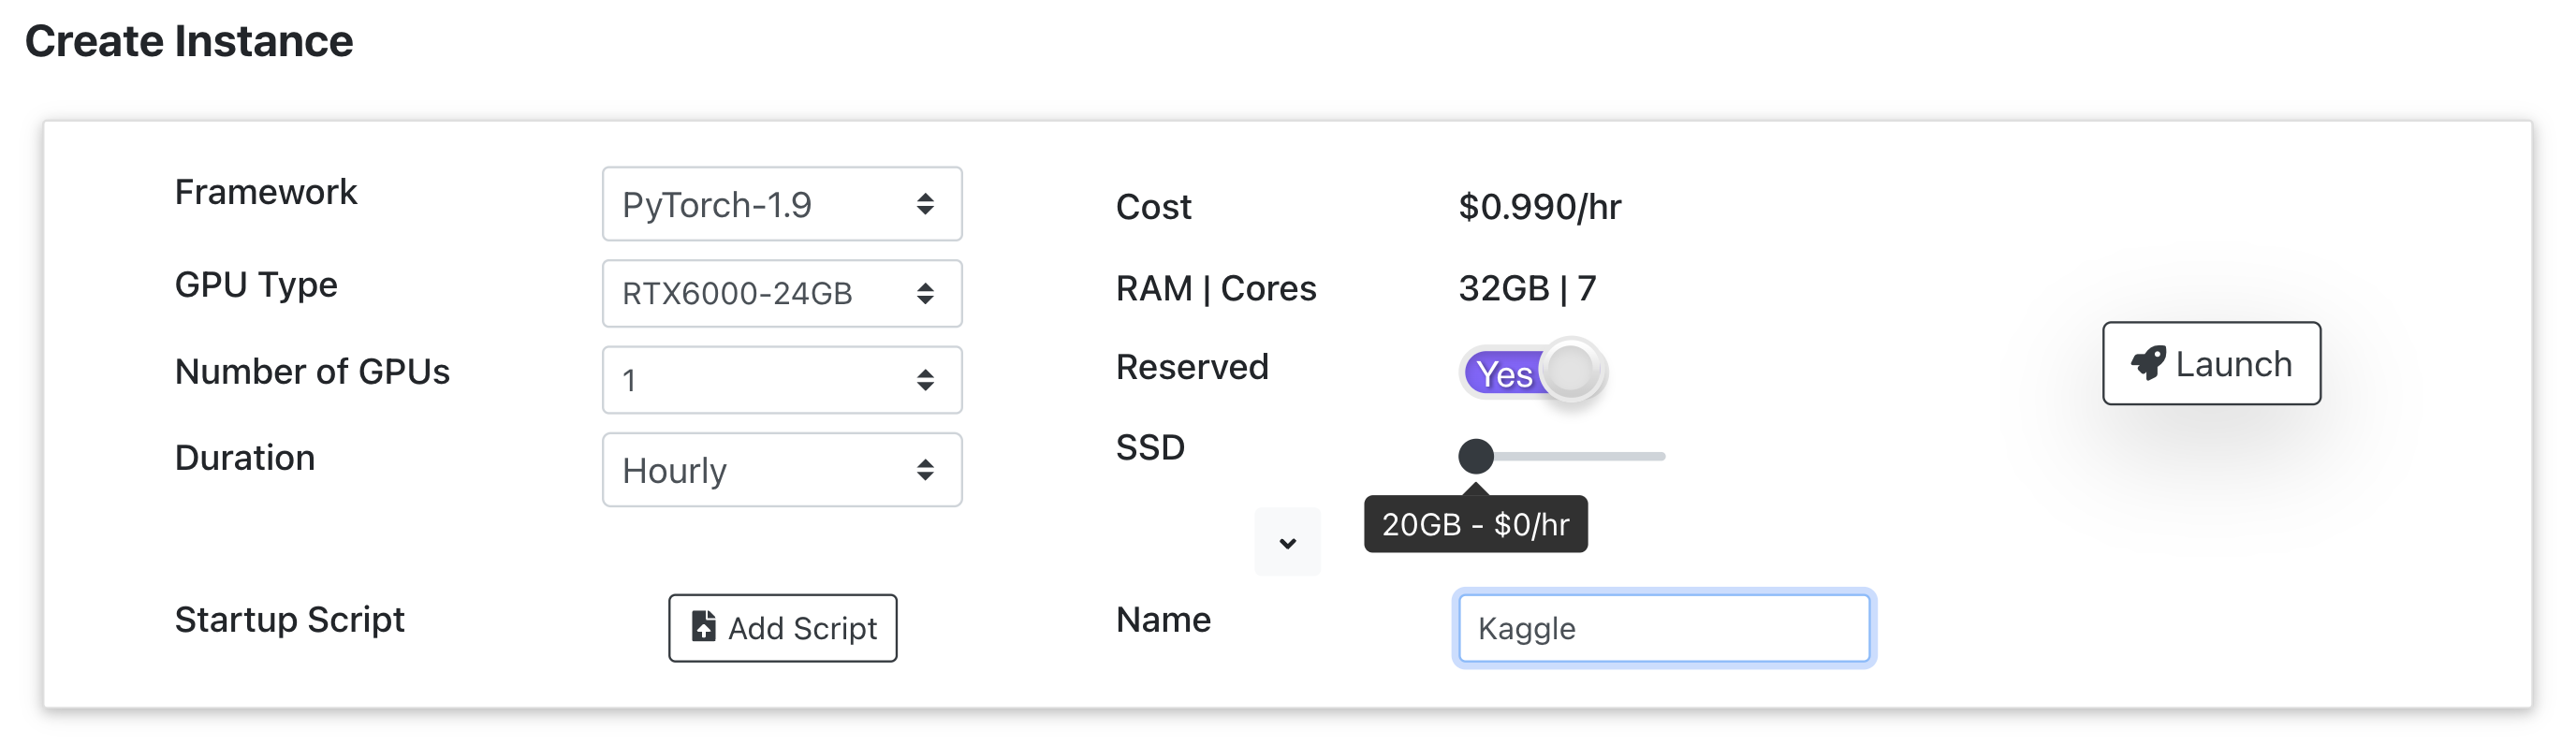 Create Instance
Framework
PyTorch-1.9
GPU Type
RTX6000-24GB
Number of GPUs
1
Duration
Hourly
Startup Script
Add Script
Cost
$0.990/hr
RAM | Cores
32GB | 7
Reserved
Yes
SSD
20GB - $0/hr
Name
Kaggle
Launch